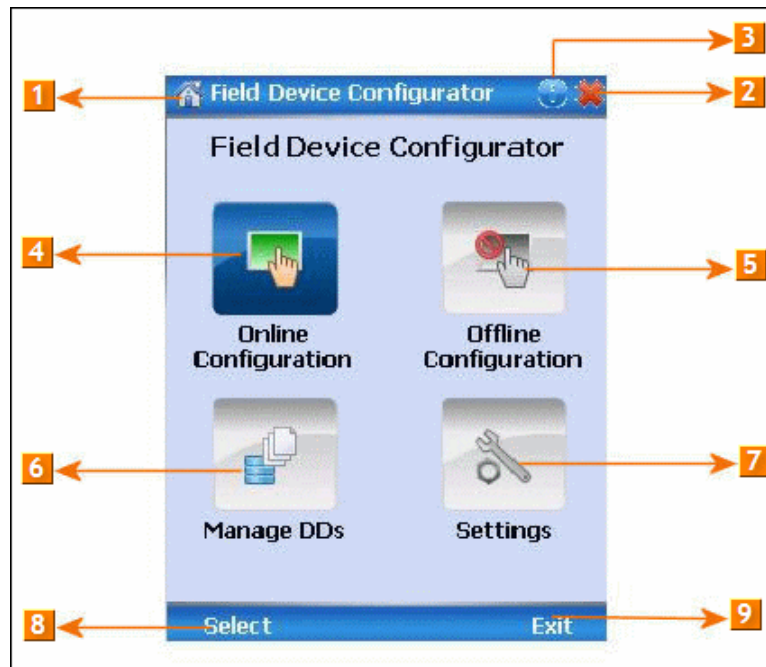 3
1 Field Device Configurator 2
Field Device Configurator
4 5
Online Configuration
Offline Configuration
6 7
Manage DDs Settings
8 Select Exit 9